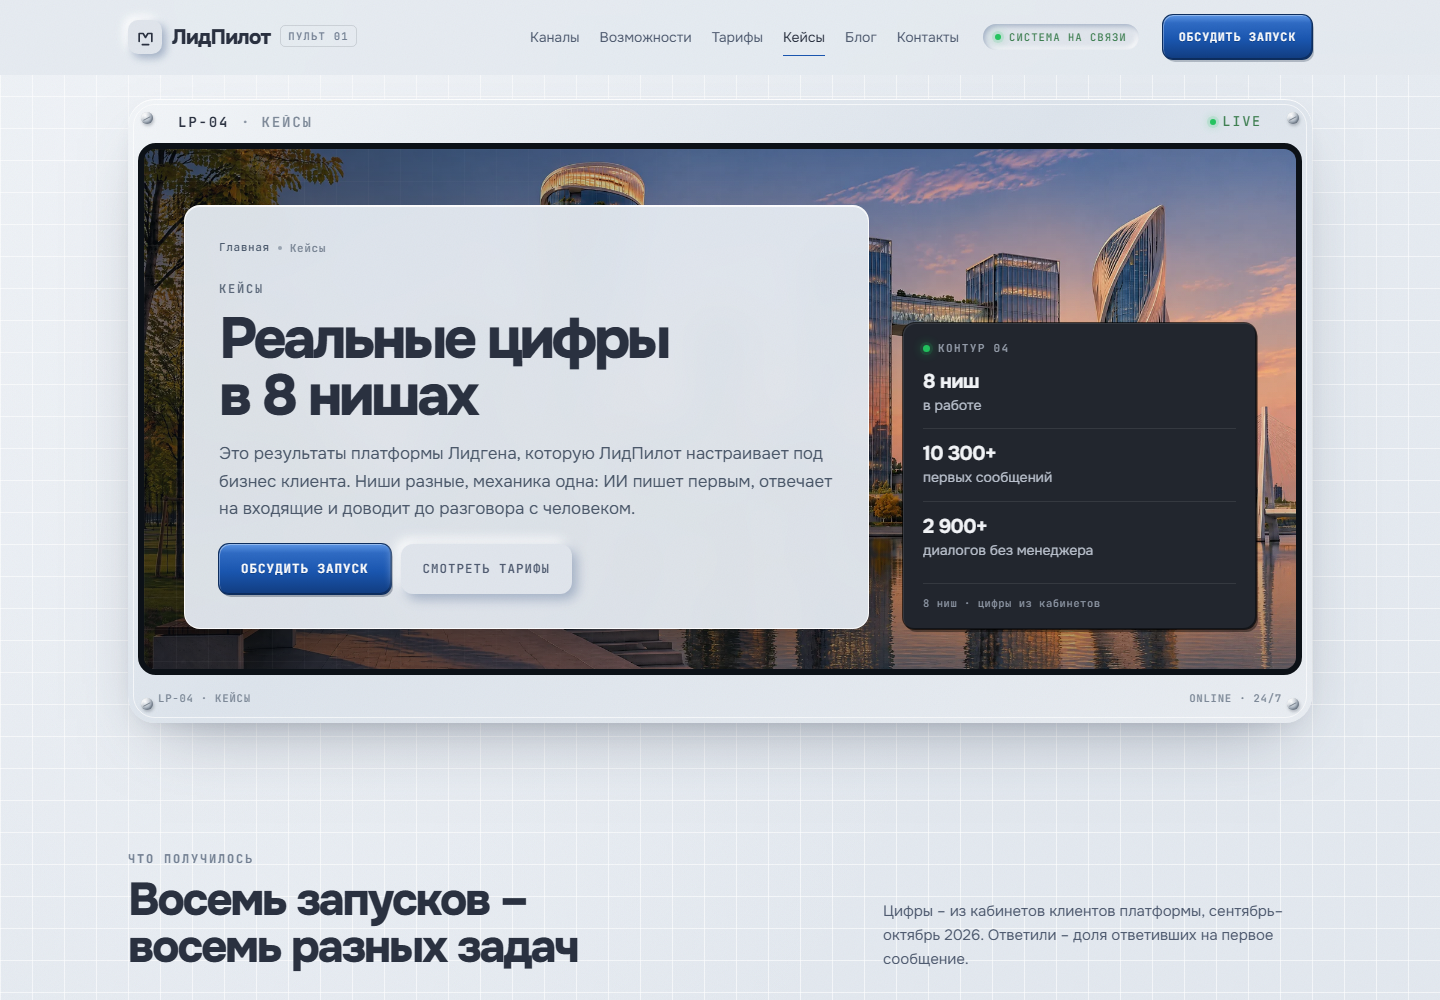 ЛидПилот
ПУЛЬТ 01
Каналы
Возможности
Тарифы
Кейсы
Блог
Контакты
СИСТЕМА НА СВЯЗИ
ОБСУДИТЬ ЗАПУСК
LP-04 · КЕЙСЫ
LIVE
Главная • Кейсы
КЕЙСЫ
Реальные цифры
в 8 нишах
Это результаты платформы Лидгена, которую ЛидПилот настраивает под
бизнес клиента. Ниши разные, механика одна: ИИ пишет первым, отвечает
на входящие и доводит до разговора с человеком.
ОБСУДИТЬ ЗАПУСК
СМОТРЕТЬ ТАРИФЫ
КОНТУР 04
8 ниш
в работе
10 300+
первых сообщений
2 900+
диалогов без менеджера
8 ниш · цифры из кабинетов
LP-04 · КЕЙСЫ
ONLINE · 24/7
ЧТО ПОЛУЧИЛОСЬ
Восемь запусков –
восемь разных задач
Цифры – из кабинетов клиентов платформы, сентябрь–
октябрь 2026. Ответили – доля ответивших на первое
сообщение.